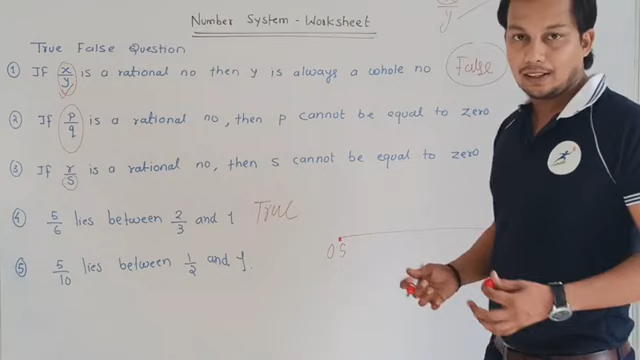 x
y
Number System - Worksheet
True False Question
① If x/y is a rational no then y is always a whole no False
② If p/q is a rational no, then p cannot be equal to zero
③ If r/s is a rational no, then s cannot be equal to zero
④ 5/6 lies between 2/3 and 1 True
⑤ 5/10 lies between 1/2 and 1.
0.5